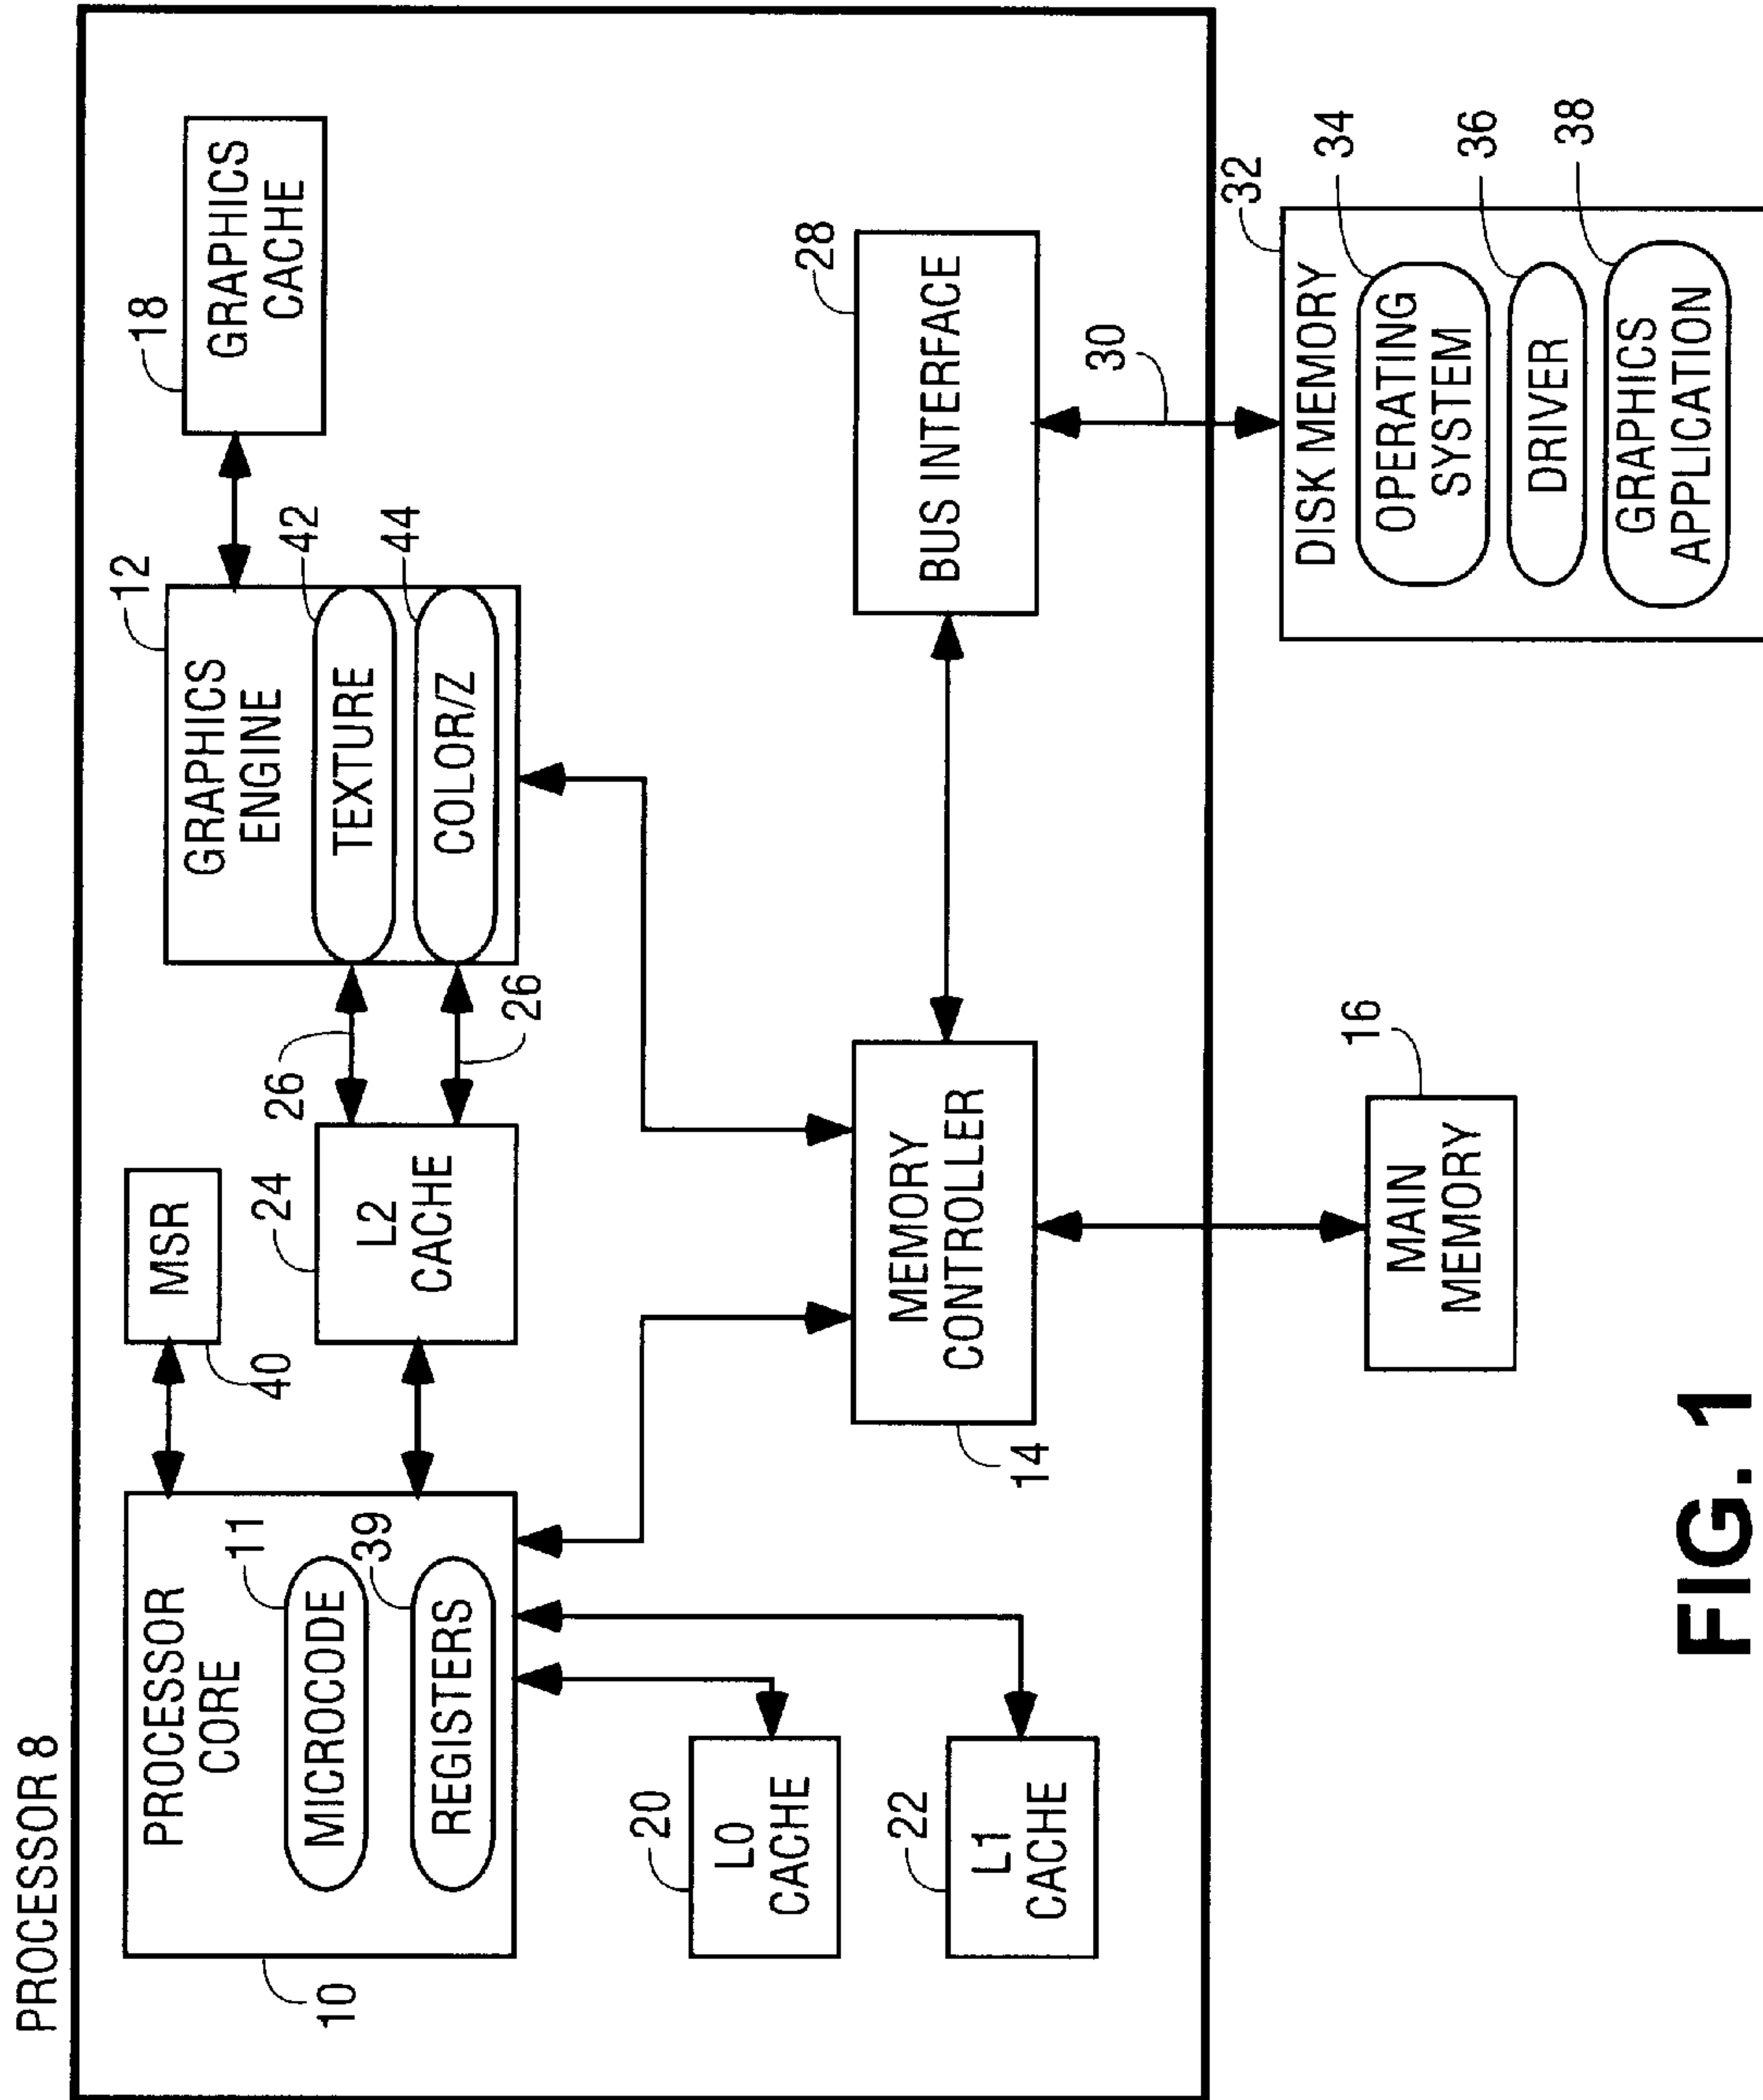 PROCESSOR 8
PROCESSOR
CORE
MICROCODE
11
REGISTERS
39
10
MSR
40
24
L2
CACHE
26
26
12
GRAPHICS
ENGINE
TEXTURE
42
COLOR/Z
44
18
GRAPHICS
CACHE
20
L0
CACHE
22
L1
CACHE
MEMORY
CONTROLLER
14
BUS INTERFACE
28
30
MAIN
MEMORY
16
DISK MEMORY
32
OPERATING
SYSTEM
34
DRIVER
36
GRAPHICS
APPLICATION
38
FIG. 1